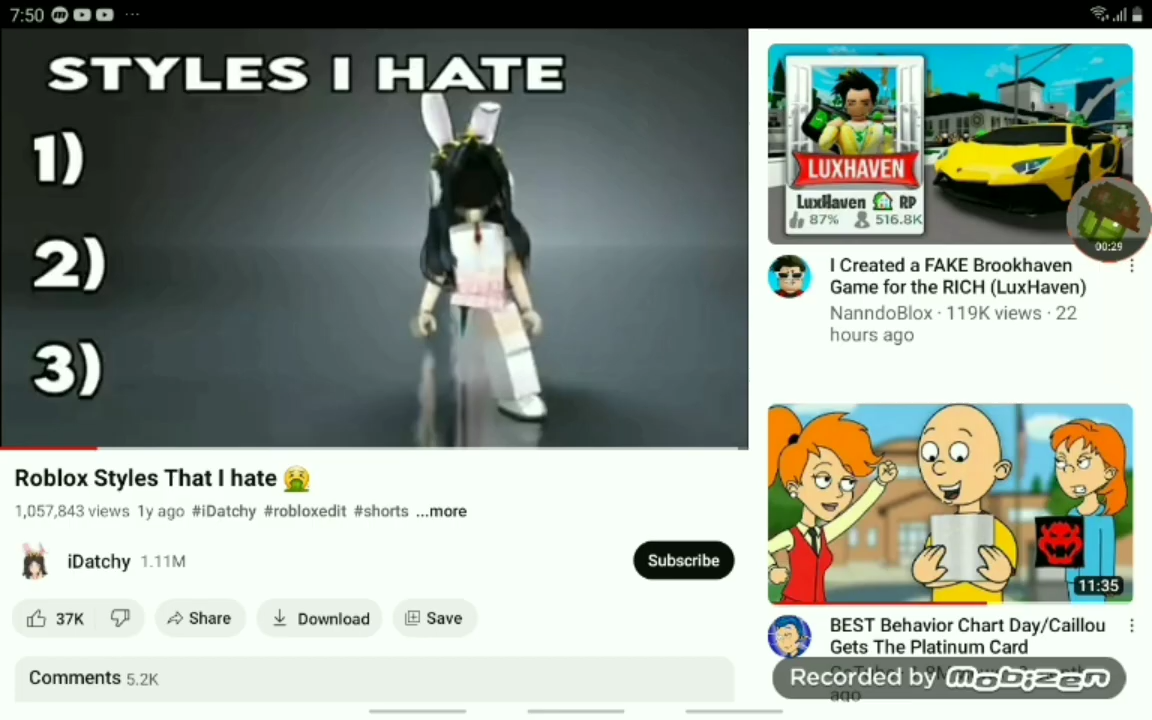 7:50
STYLES I HATE
1)
2)
3)
Roblox Styles That I hate 🤮
1,057,843 views 1y ago #iDatchy #robloxedit #shorts ...more
iDatchy 1.11M
Subscribe
37K
Share
Download
Save
Comments 5.2K
LUXHAVEN
LuxHaven 🏠 RP
87% 516.8K
00:29
I Created a FAKE Brookhaven
Game for the RICH (LuxHaven)
NanndoBlox · 119K views · 22
hours ago
11:35
BEST Behavior Chart Day/Caillou
Gets The Platinum Card
Recorded by mobizen
ago